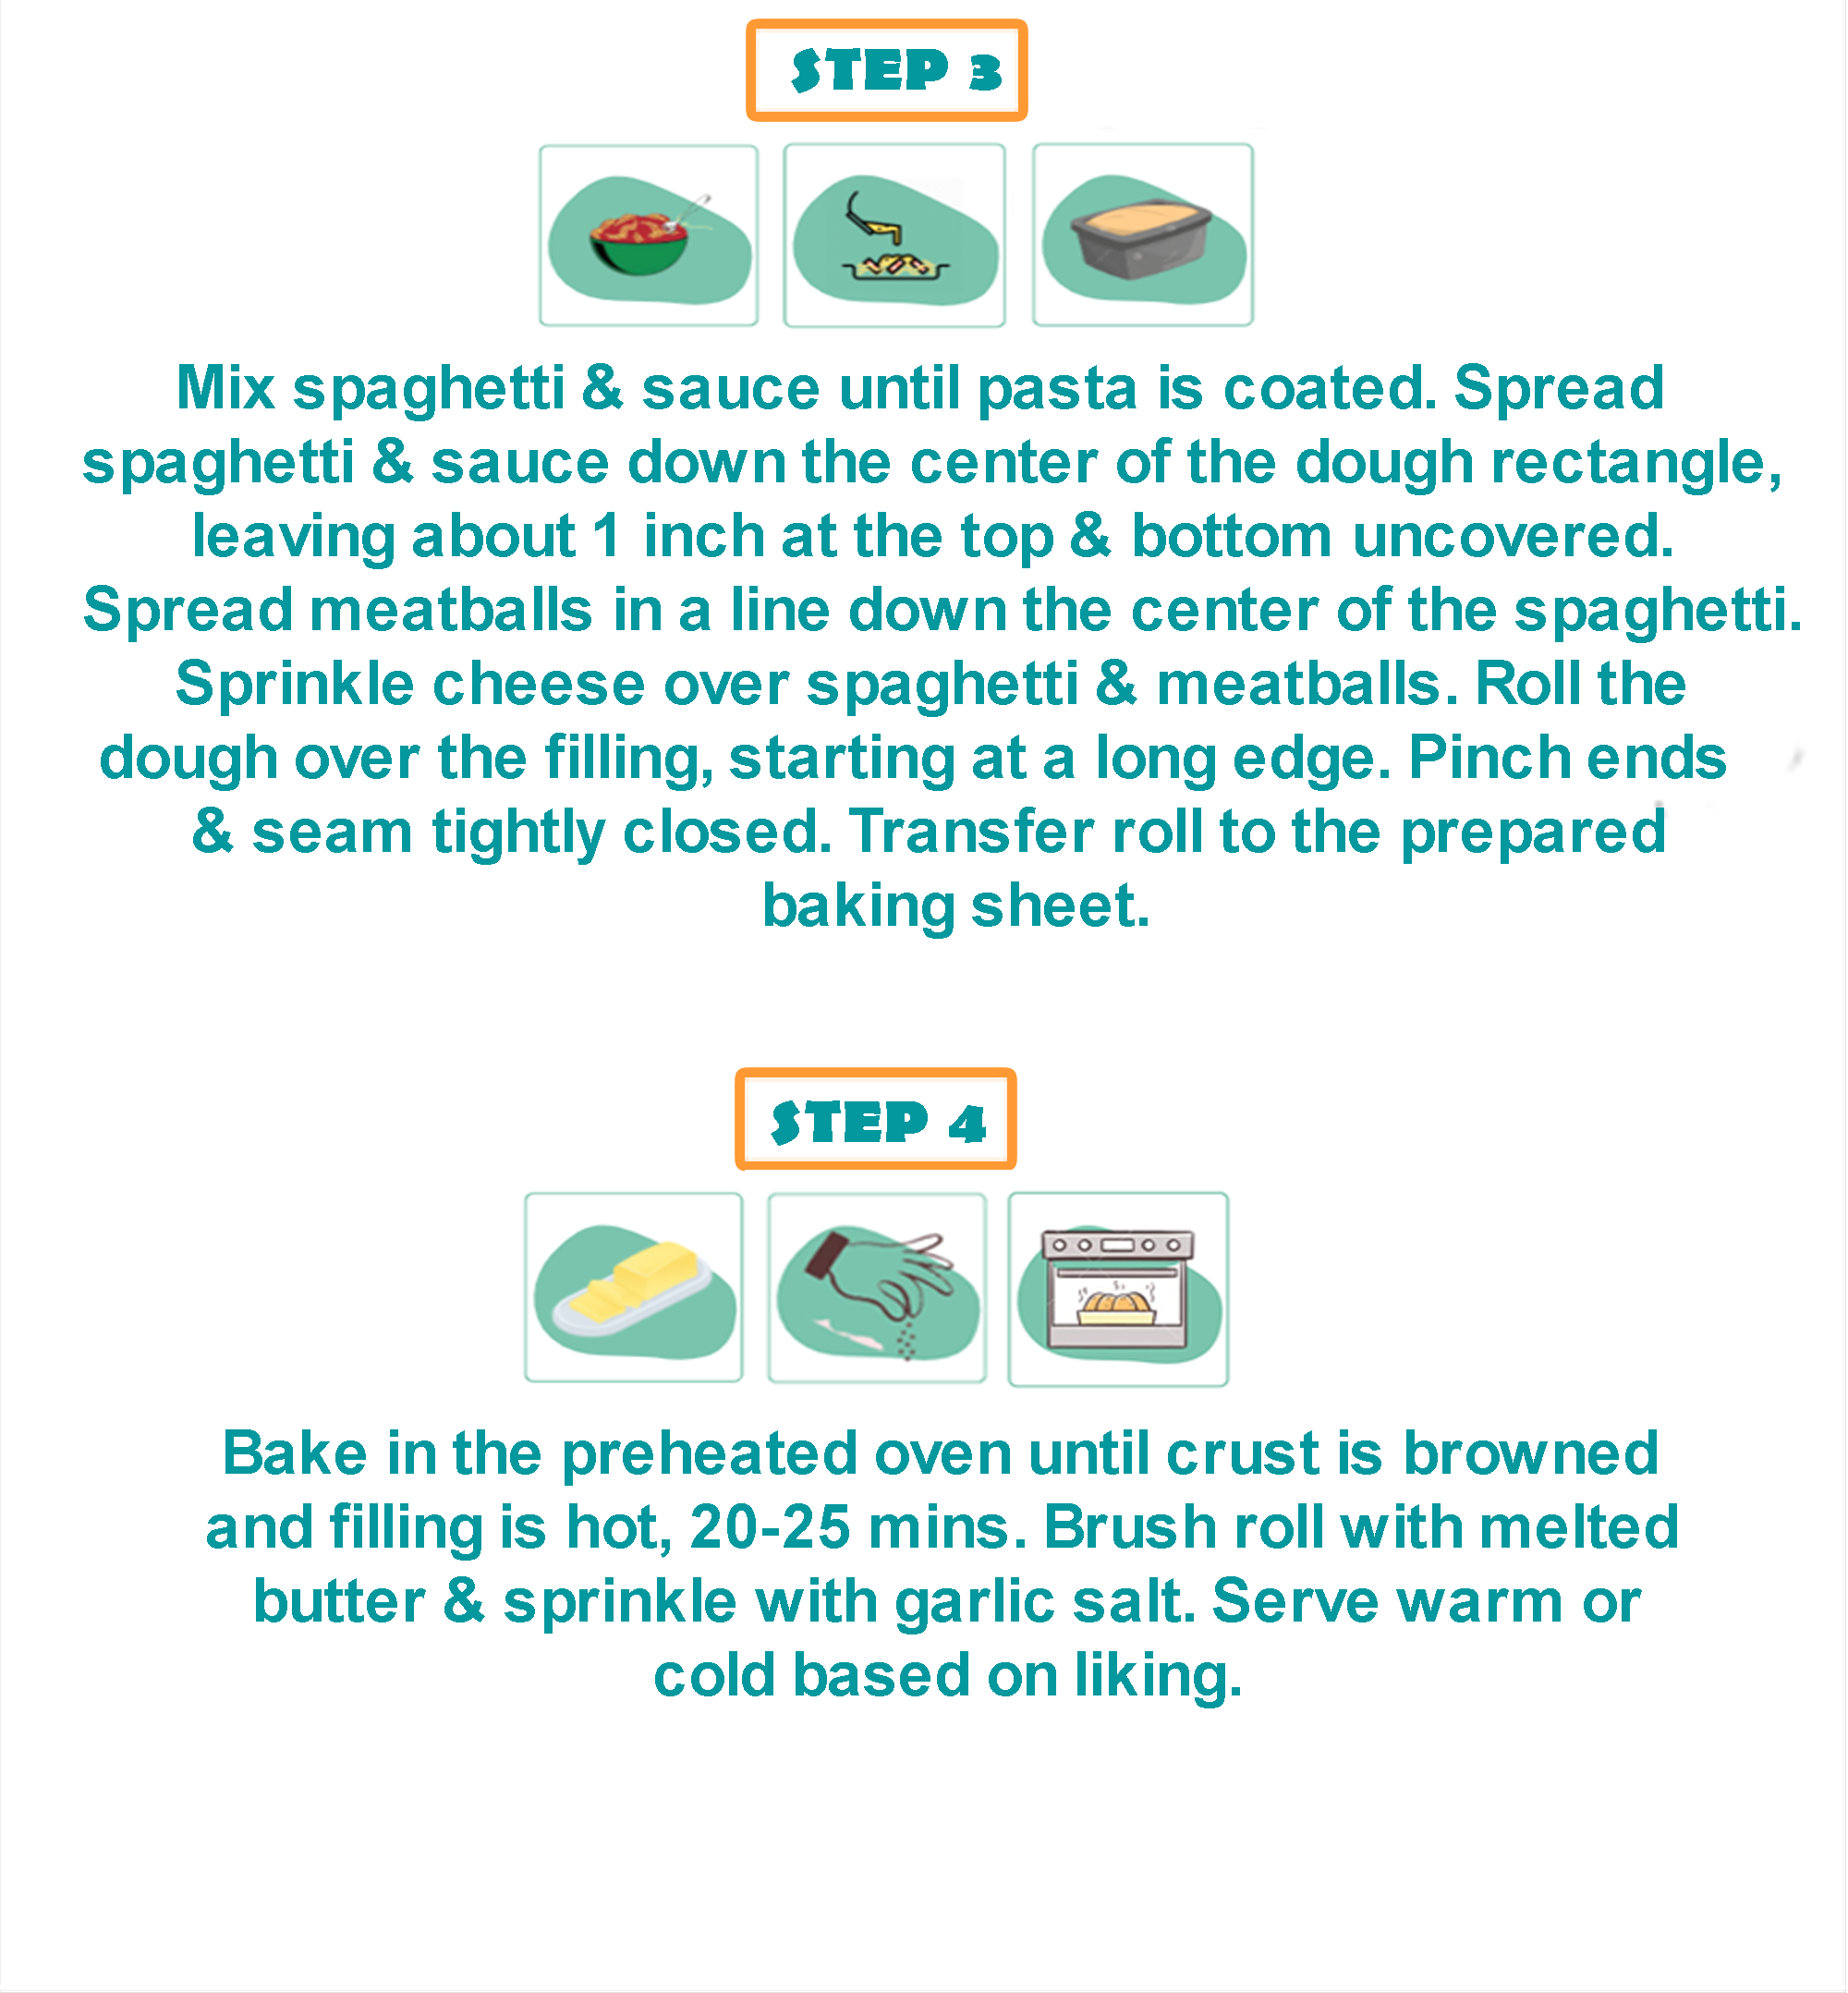 STEP 3
Mix spaghetti & sauce until pasta is coated. Spread
spaghetti & sauce down the center of the dough rectangle,
leaving about 1 inch at the top & bottom uncovered.
Spread meatballs in a line down the center of the spaghetti.
Sprinkle cheese over spaghetti & meatballs. Roll the
dough over the filling, starting at a long edge. Pinch ends
& seam tightly closed. Transfer roll to the prepared
baking sheet.
STEP 4
Bake in the preheated oven until crust is browned
and filling is hot, 20-25 mins. Brush roll with melted
butter & sprinkle with garlic salt. Serve warm or
cold based on liking.